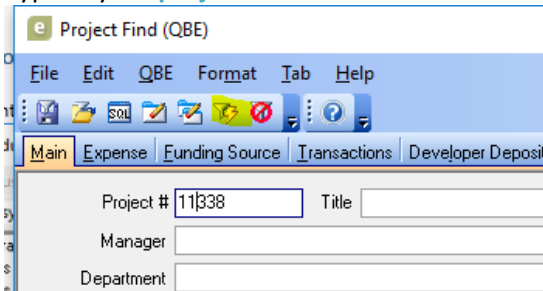 Project Find (QBE)
File Edit QBE Format Tab Help
SQL
Main Expense Funding Source Transactions Developer Deposi
Project # 11338 Title
Manager
Department